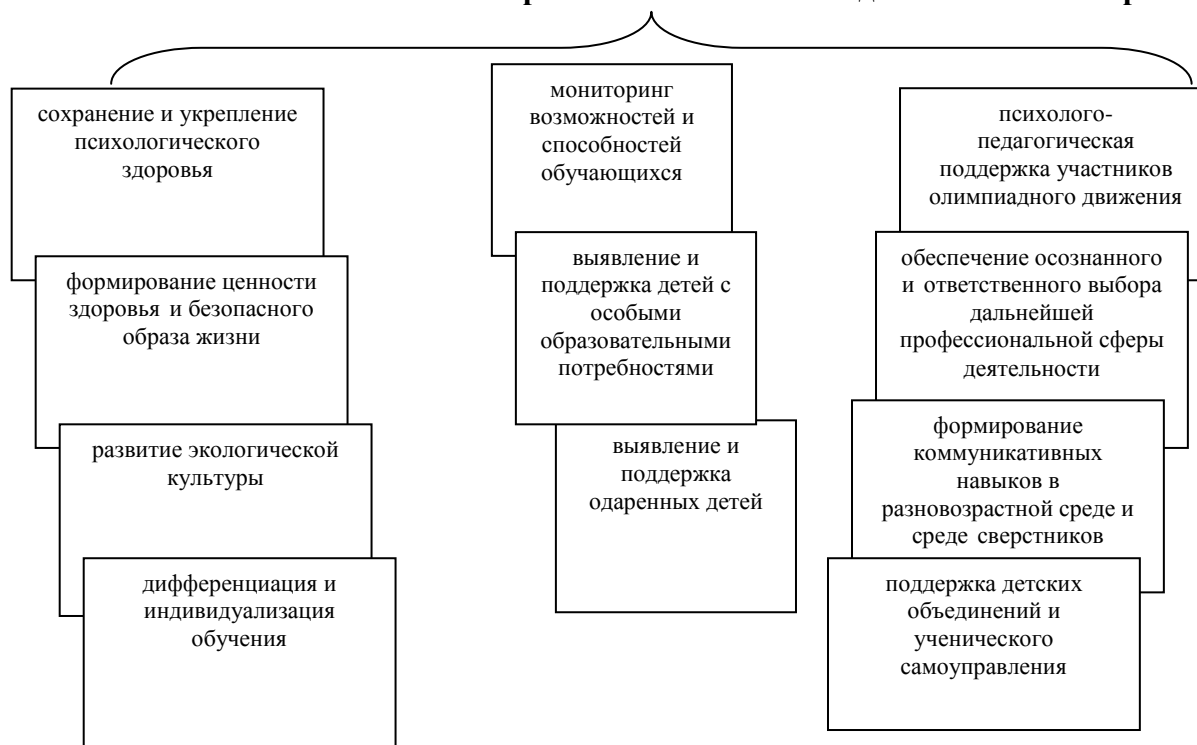 сохранение и укрепление
психологического
здоровья
формирование ценности
здоровья и безопасного
образа жизни
развитие экологической
культуры
дифференциация и
индивидуализация
обучения
мониторинг
возможностей и
способностей
обучающихся
выявление и
поддержка детей с
особыми
образовательными
потребностями
выявление и
поддержка
одаренных детей
психолого-
педагогическая
поддержка участников
олимпиадного движения
обеспечение осознанного
и ответственного выбора
дальнейшей
профессиональной сферы
деятельности
формирование
коммуникативных
навыков в
разновозрастной среде и
среде сверстников
поддержка детских
объединений и
ученического
самоуправления